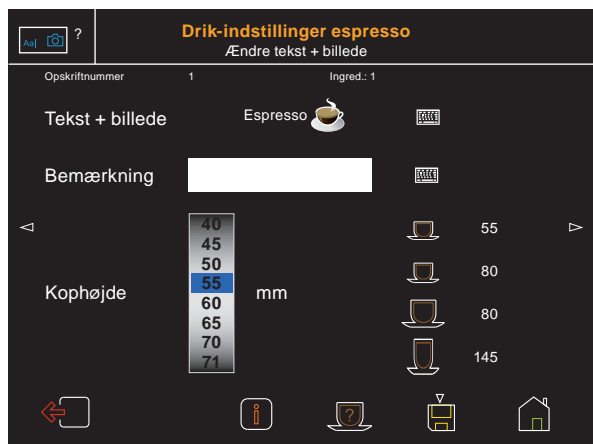 Aa| ?
Drik-indstillinger espresso
Ændre tekst + billede
Opskriftnummer 1 Ingred.: 1
Tekst + billede Espresso
Bemærkning
40
45
50
55
60
65
70
71
Kophøjde mm
55
80
80
145
i
?